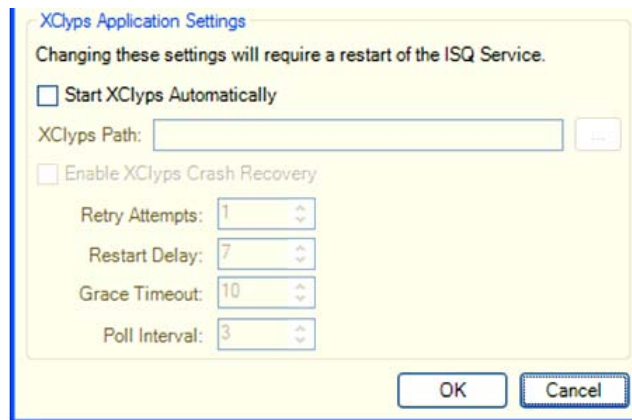 XClyps Application Settings
Changing these settings will require a restart of the ISQ Service.
Start XClyps Automatically
XClyps Path:
...
Enable XClyps Crash Recovery
Retry Attempts: 1
Restart Delay: 7
Grace Timeout: 10
Poll Interval: 3
OK Cancel